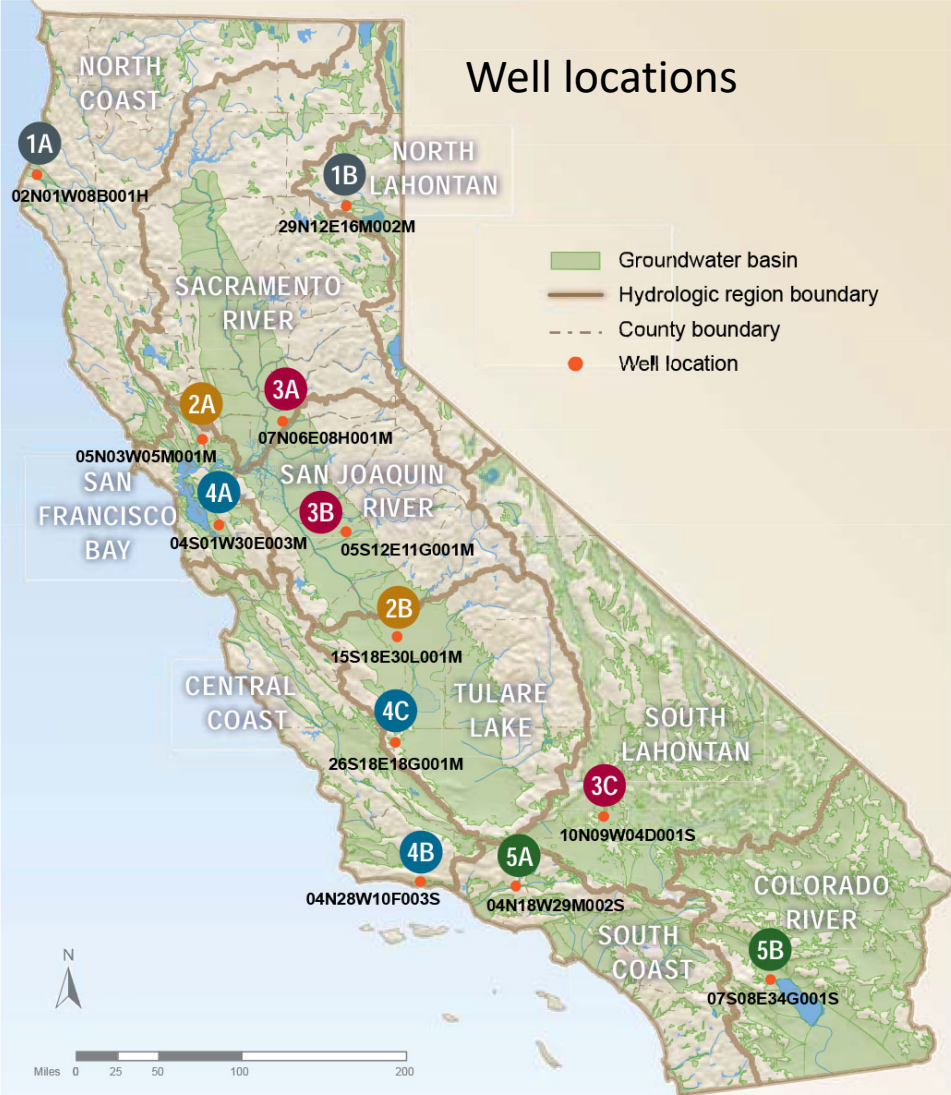 Well locations
NORTH
COAST
1A
02N01W08B001H
1B
NORTH
LAHONTAN
29N12E16M002M
Groundwater basin
Hydrologic region boundary
County boundary
Well location
SACRAMENTO
RIVER
2A
05N03W05M001M
3A
07N06E08H001M
SAN
FRANCISCO
BAY
4A
04S01W30E003M
SAN JOAQUIN
RIVER
3B
05S12E11G001M
2B
15S18E30L001M
CENTRAL
COAST
4C
26S18E18G001M
TULARE
LAKE
SOUTH
LAHONTAN
3C
10N09W04D001S
4B
04N28W10F003S
5A
04N18W29M002S
COLORADO
RIVER
SOUTH
COAST
5B
07S08E34G001S
N
Miles 0 25 50 100 200